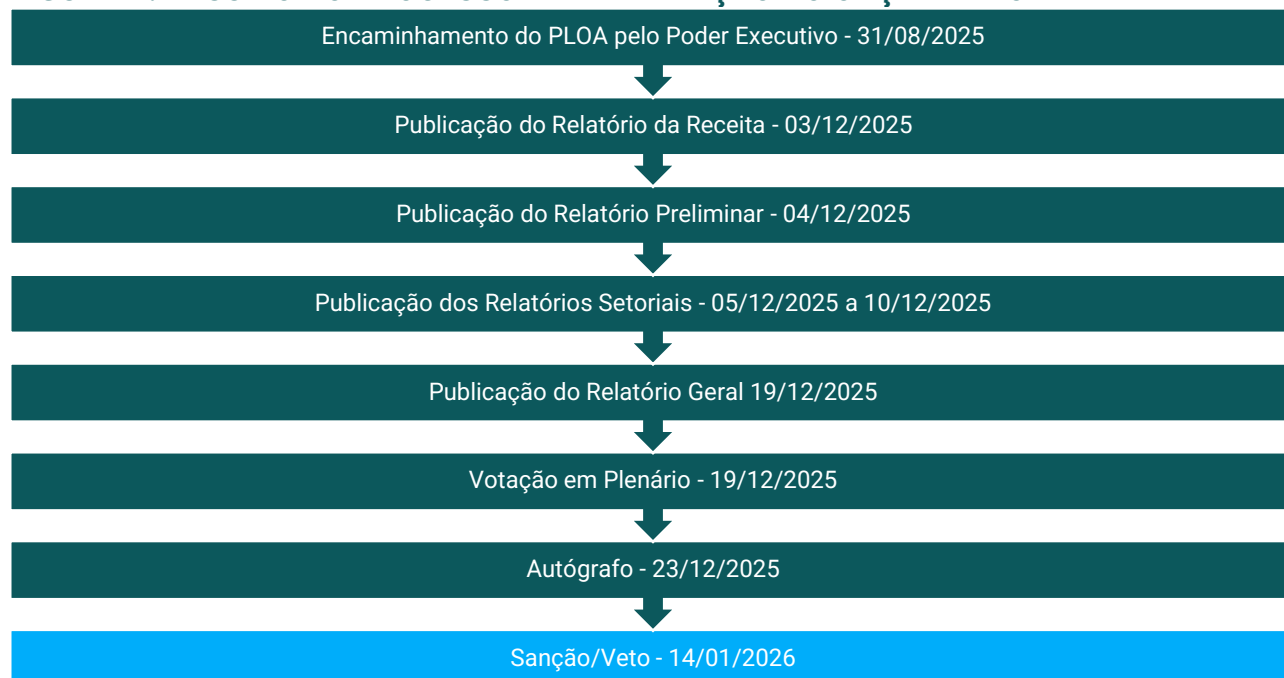 Encaminhamento do PLOA pelo Poder Executivo - 31/08/2025
Publicação do Relatório da Receita - 03/12/2025
Publicação do Relatório Preliminar - 04/12/2025
Publicação dos Relatórios Setoriais - 05/12/2025 a 10/12/2025
Publicação do Relatório Geral 19/12/2025
Votação em Plenário - 19/12/2025
Autógrafo - 23/12/2025
Sanção/Veto - 14/01/2026